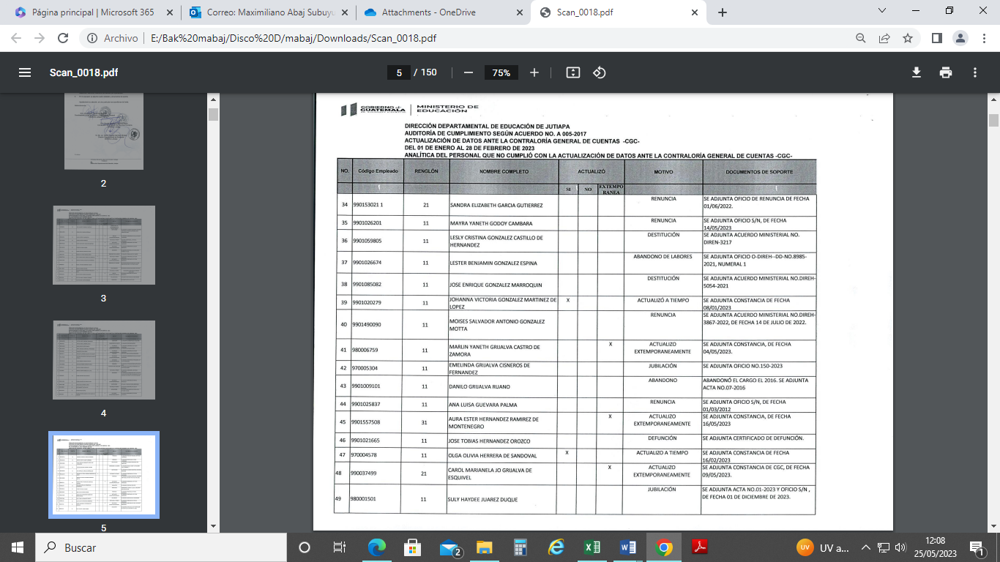 Página principal | Microsoft 365
Correo: Maximiliano Abaj Subuyu
Attachments - OneDrive
Scan_0018.pdf
Archivo
E:/Bak%20mabaj/Disco%20D/mabaj/Downloads/Scan_0018.pdf
Scan_0018.pdf
5 / 150
75%
2
3
4
5
GOBIERNO de GUATEMALA
MINISTERIO DE EDUCACIÓN
DIRECCIÓN DEPARTAMENTAL DE EDUCACIÓN DE JUTIAPA
AUDITORÍA DE CUMPLIMIENTO SEGÚN ACUERDO NO. A 005-2017
ACTUALIZACIÓN DE DATOS ANTE LA CONTRALORÍA GENERAL DE CUENTAS -CGC-
DEL 01 DE ENERO AL 28 DE FEBRERO DE 2023
ANALÍTICA DEL PERSONAL QUE NO CUMPLIÓ CON LA ACTUALIZACIÓN DE DATOS ANTE LA CONTRALORÍA GENERAL DE CUENTAS -CGC-
NO. Código Empleado RENGLÓN NOMBRE COMPLETO ACTUALIZÓ MOTIVO DOCUMENTOS DE SOPORTE
SI NO EXTEMPO
RANEA
34 990153021 1 21 SANDRA ELIZABETH GARCIA GUTIERREZ RENUNCIA SE ADJUNTA OFICIO DE RENUNCIA DE FECHA
01/06/2022.
35 9901026201 11 MAYRA YANETH GODOY CAMBARA RENUNCIA SE ADJUNTA OFICIO S/N, DE FECHA
14/05/2023
36 9901059805 11 LESLY CRISTINA GONZALEZ CASTILLO DE DESTITUCIÓN SE ADJUNTA ACUERDO MINISTERIAL NO.
HERNANDEZ DIREN-3217
37 9901026674 11 LESTER BENJAMIN GONZALEZ ESPINA ABANDONO DE LABORES SE ADJUNTA OFICIO O-DIREH--DD-NO.8985-
2021, NUMERAL 1
38 9901085082 11 JOSE ENRIQUE GONZALEZ MARROQUIN DESTITUCIÓN SE ADJUNTA ACUERDO MINISTERIAL NO.DIREH-
5054-2021
39 9901020279 11 JOHANNA VICTORIA GONZALEZ MARTINEZ DE X ACTUALIZÓ A TIEMPO SE ADJUNTA CONSTANCIA DE FECHA
LOPEZ 08/01/2023
40 9901490090 11 MOISES SALVADOR ANTONIO GONZALEZ RENUNCIA SE ADJUNTA ACUERDO MINISTERIAL NO.DIREH-
MOTTA 3867-2022, DE FECHA 14 DE JULIO DE 2022.
41 980006759 11 MARLIN YANETH GRIJALVA CASTRO DE X ACTUALIZO SE ADJUNTA CONSTANCIA, DE FECHA
ZAMORA EXTEMPORANEAMENTE 04/05/2023.
42 970005304 11 EMELINDA GRIJALVA CISNEROS DE JUBILACIÓN SE ADJUNTA OFICIO NO.150-2023
FERNANDEZ
43 9901009101 11 DANILO GRIJALVA RUANO ABANDONO ABANDONÓ EL CARGO EL 2016. SE ADJUNTA
ACTA NO.07-2016
44 9901025837 11 ANA LUISA GUEVARA PALMA RENUNCIA SE ADJUNTA OFICIO S/N, DE FECHA
01/03/2012
45 9901557508 31 AURA ESTER HERNANDEZ RAMIREZ DE X ACTUALIZO SE ADJUNTA CONSTANCIA, DE FECHA
MONTENEGRO EXTEMPORANEAMENTE 16/05/2023
46 9901021665 11 JOSE TOBIAS HERNANDEZ OROZCO DEFUNCIÓN SE ADJUNTA CERTIFICADO DE DEFUNCIÓN.
47 970004578 11 OLGA OLIVIA HERRERA DE SANDOVAL X ACTUALIZO A TIEMPO SE ADJUNTA CONSTANCIA DE FECHA
16/02/2023
48 990037499 21 CAROL MARIANELA JO GRIJALVA DE X ACTUALIZO SE ADJUNTA CONSTANCIA DE CGC, DE FECHA
ESQUIVEL EXTEMPORANEAMENTE 09/05/2023.
49 980001501 11 SULY HAYDEE JUAREZ DUQUE JUBILACIÓN SE ADJUNTA ACTA NO.01-2023 Y OFICIO S/N ,
DE FECHA 01 DE DICIEMBRE DE 2023.
Buscar
2
UV
UV a...
12:08
25/05/2023
1